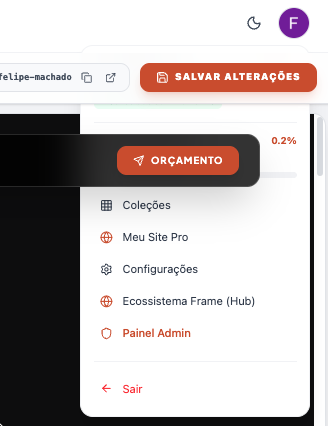 F
felipe-machado
SALVAR ALTERAÇÕES
0.2%
ORÇAMENTO
Coleções
Meu Site Pro
Configurações
Ecossistema Frame (Hub)
Painel Admin
Sair